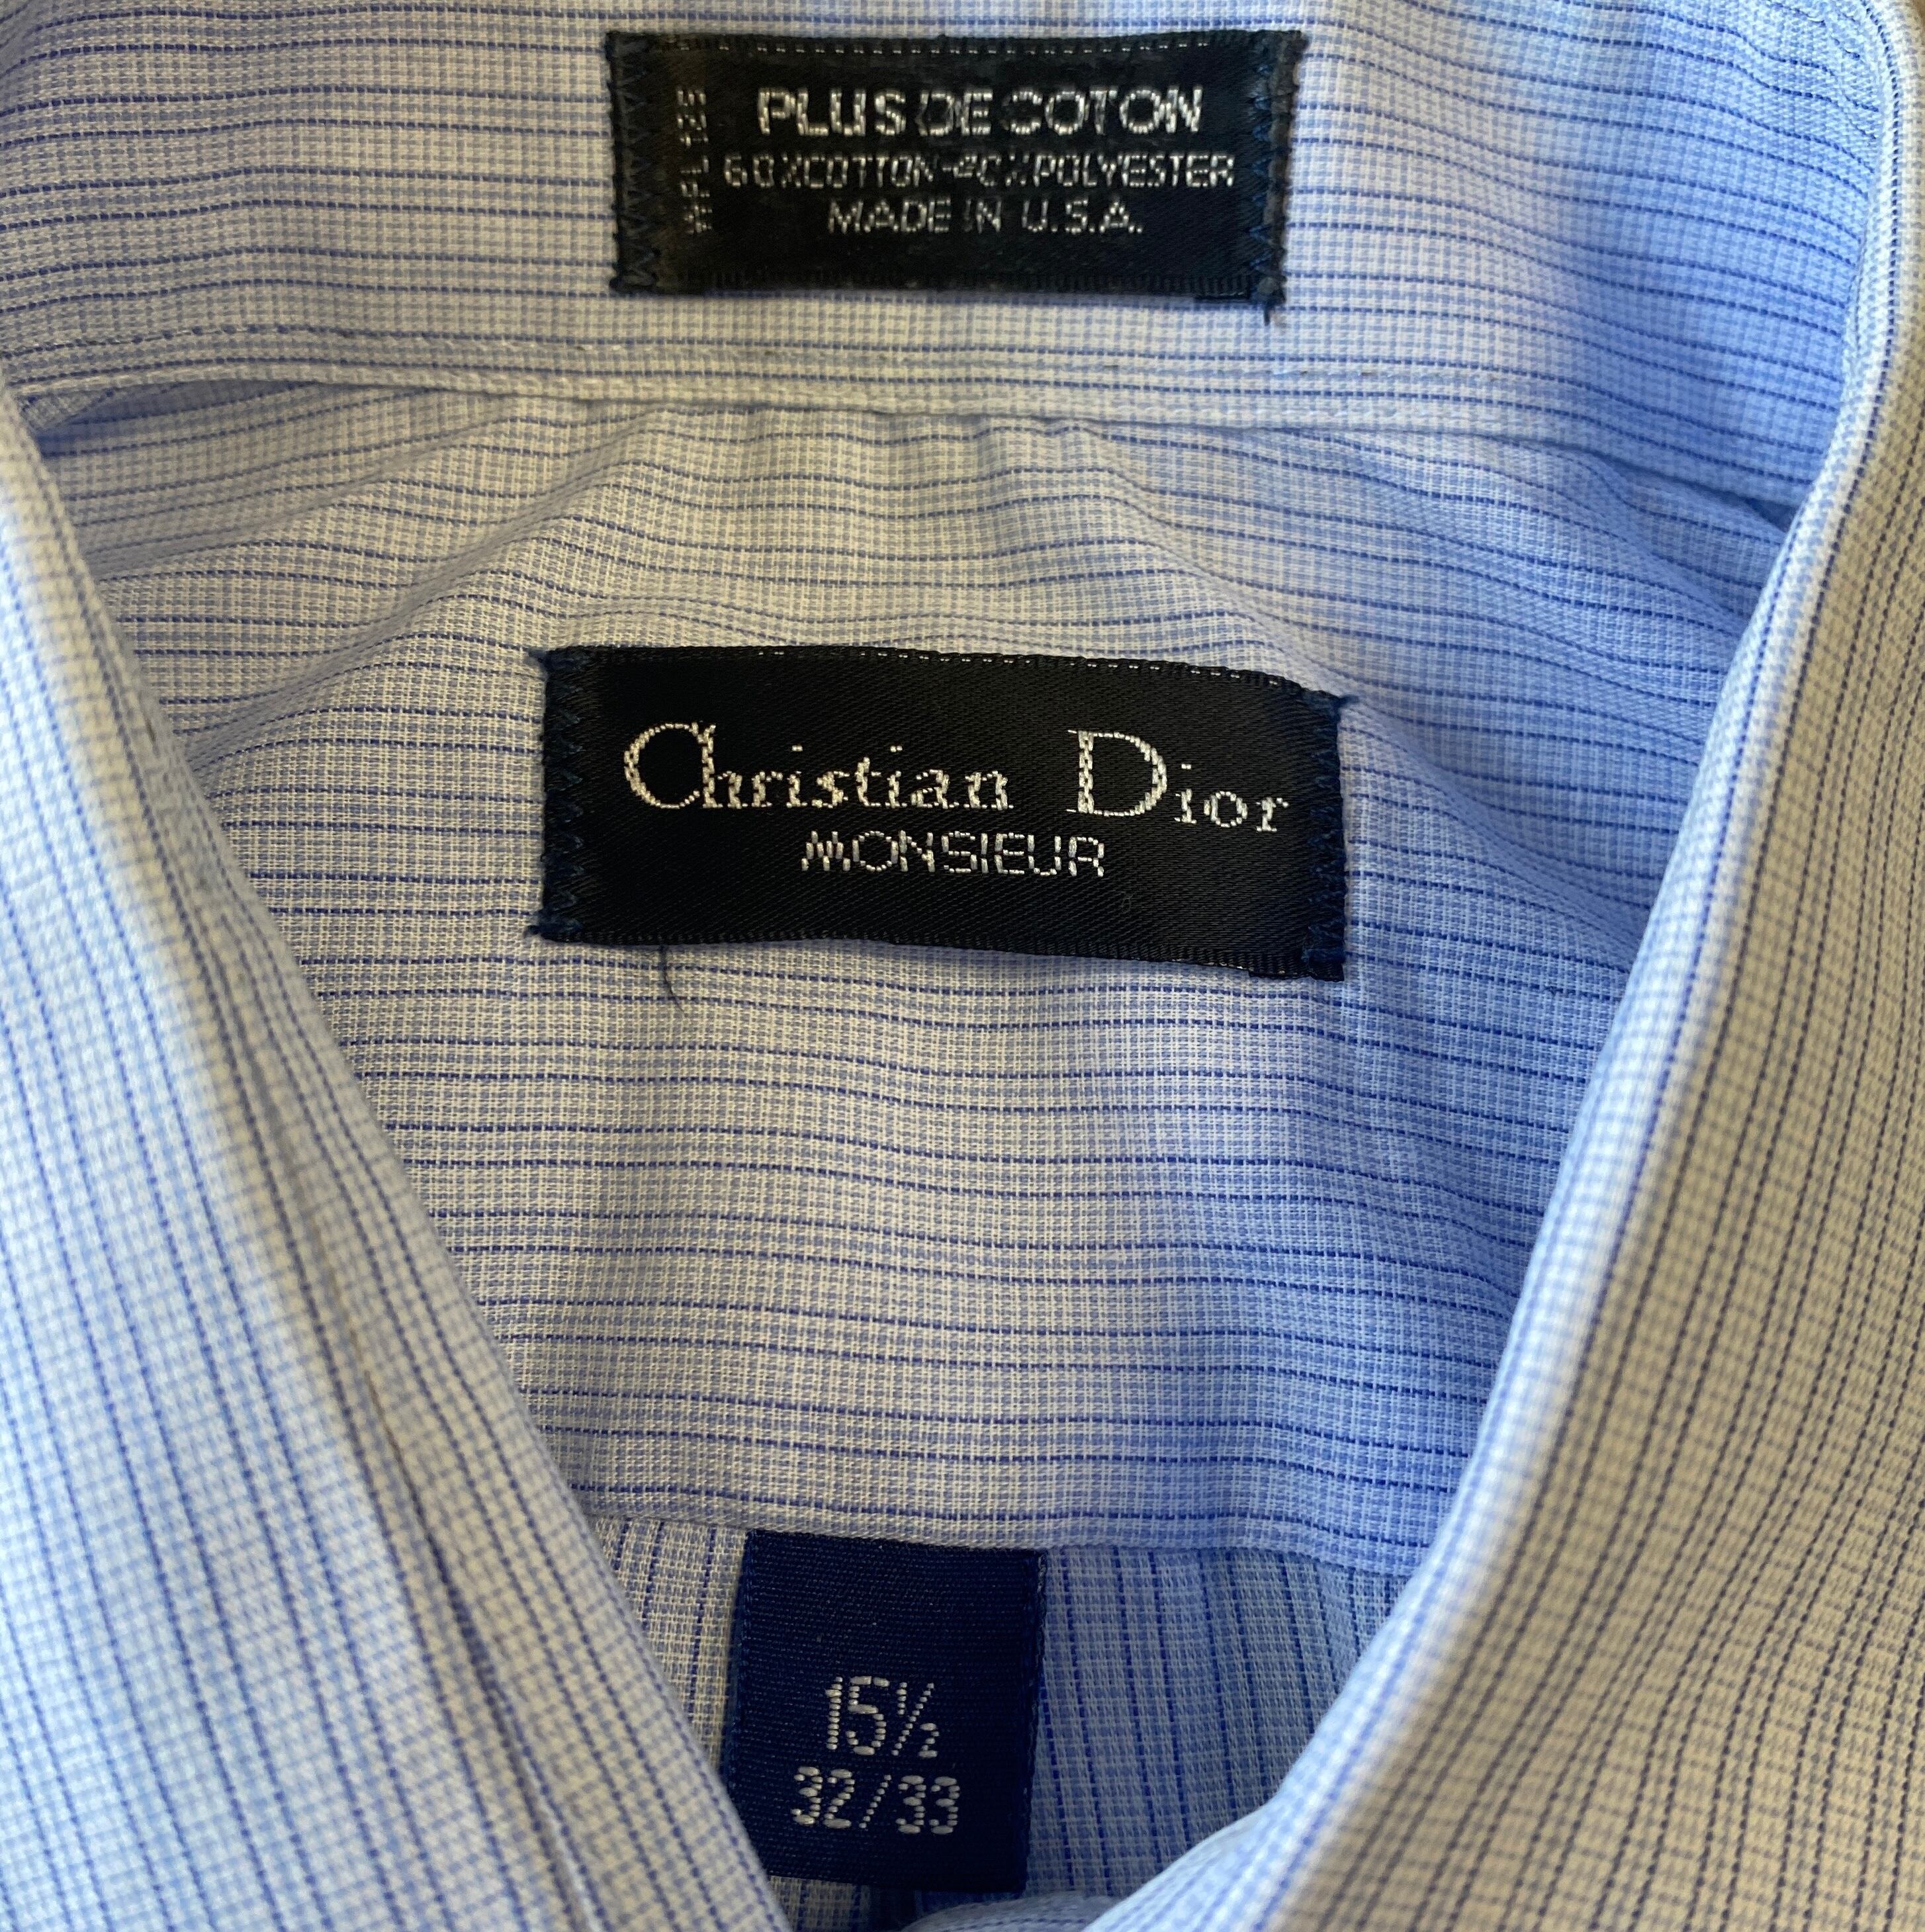 PLUS DE COTON
60%COTTON-40%POLYESTER
MADE IN U.S.A.
Christian Dior
MONSIEUR
15½
32/33